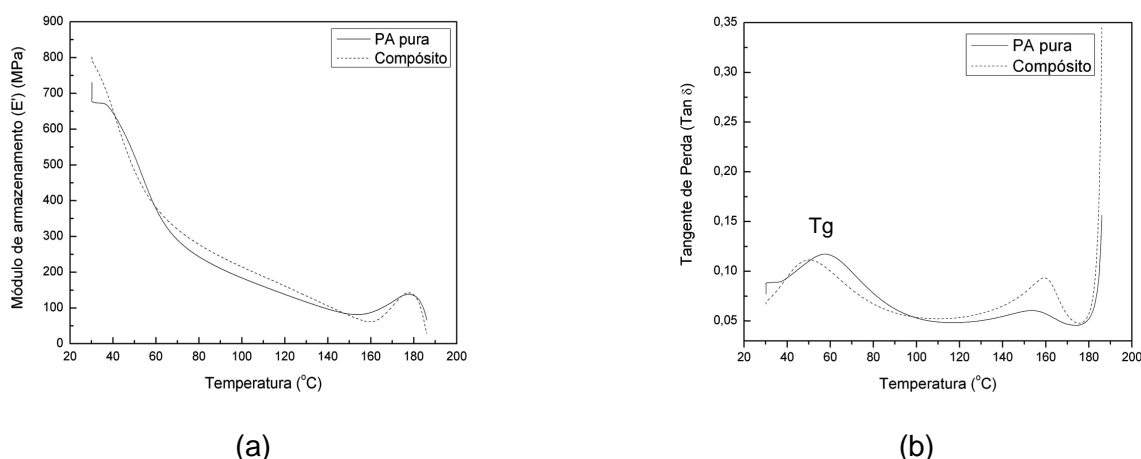 Módulo de armazenamento (E') (MPa)
900
800
700
600
500
400
300
200
100
0
PA pura
Compósito
20 40 60 80 100 120 140 160 180 200
Temperatura (°C)
(a)
Tangente de Perda (Tan δ)
0,35
0,30
0,25
0,20
0,15
0,10
0,05
PA pura
Compósito
Tg
20 40 60 80 100 120 140 160 180 200
Temperatura (°C)
(b)